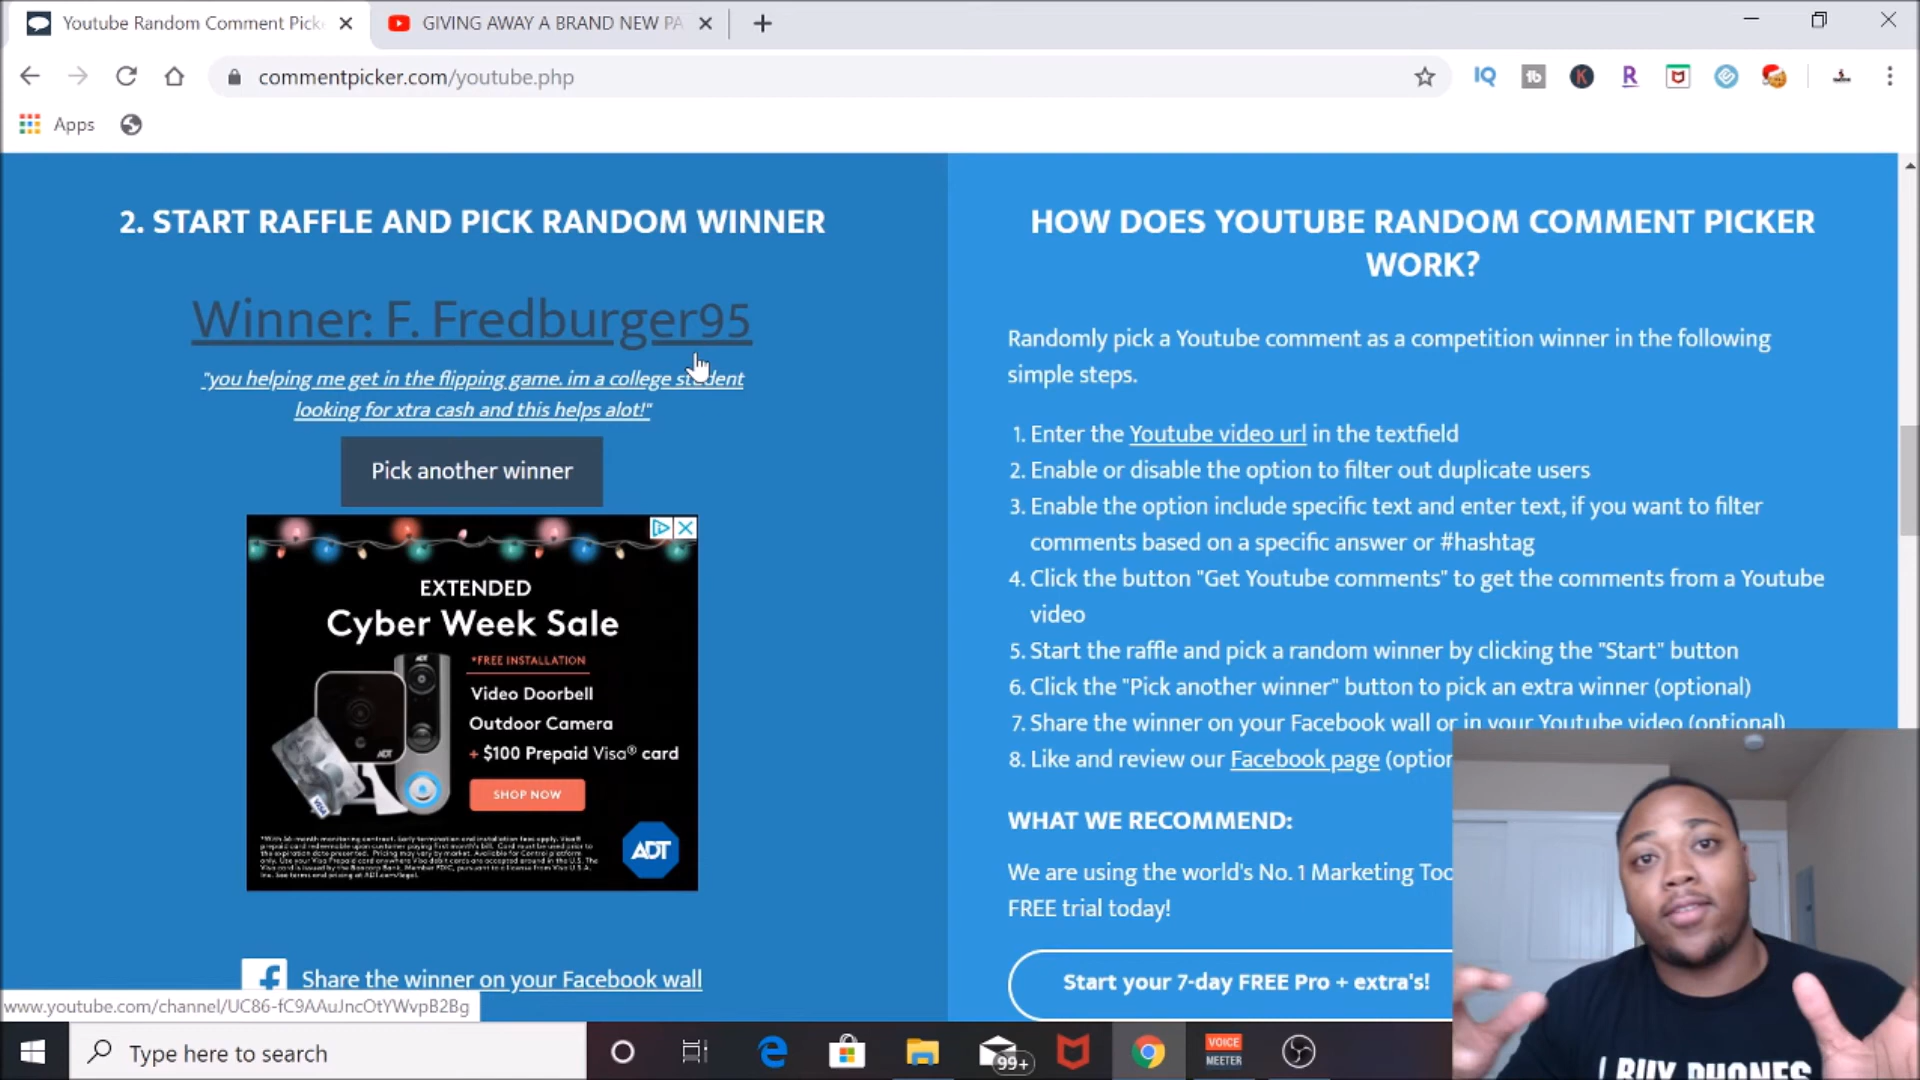 Youtube Random Comment Pick
GIVING AWAY A BRAND NEW PA
commentpicker.com/youtube.php
Apps
2. START RAFFLE AND PICK RANDOM WINNER
Winner: F. Fredburger95
"you helping me get in the flipping game. im a college student
looking for xtra cash and this helps alot!"
Pick another winner
EXTENDED
Cyber Week Sale
*FREE INSTALLATION
Video Doorbell
Outdoor Camera
+ $100 Prepaid Visa® card
SHOP NOW
ADT
Share the winner on your Facebook wall
www.youtube.com/channel/UC86-fC9AAuJncOtYWvpB2Bg
HOW DOES YOUTUBE RANDOM COMMENT PICKER
WORK?
Randomly pick a Youtube comment as a competition winner in the following
simple steps.
1. Enter the Youtube video url in the textfield
2. Enable or disable the option to filter out duplicate users
3. Enable the option include specific text and enter text, if you want to filter
comments based on a specific answer or #hashtag
4. Click the button "Get Youtube comments" to get the comments from a Youtube
video
5. Start the raffle and pick a random winner by clicking the "Start" button
6. Click the "Pick another winner" button to pick an extra winner (optional)
7. Share the winner on your Facebook wall or in your Youtube video (optional)
8. Like and review our Facebook page (option
WHAT WE RECOMMEND:
We are using the world's No. 1 Marketing Too
FREE trial today!
Start your 7-day FREE Pro + extra's!
I BUY PHONES
Type here to search
99+
VOICE
MEETER